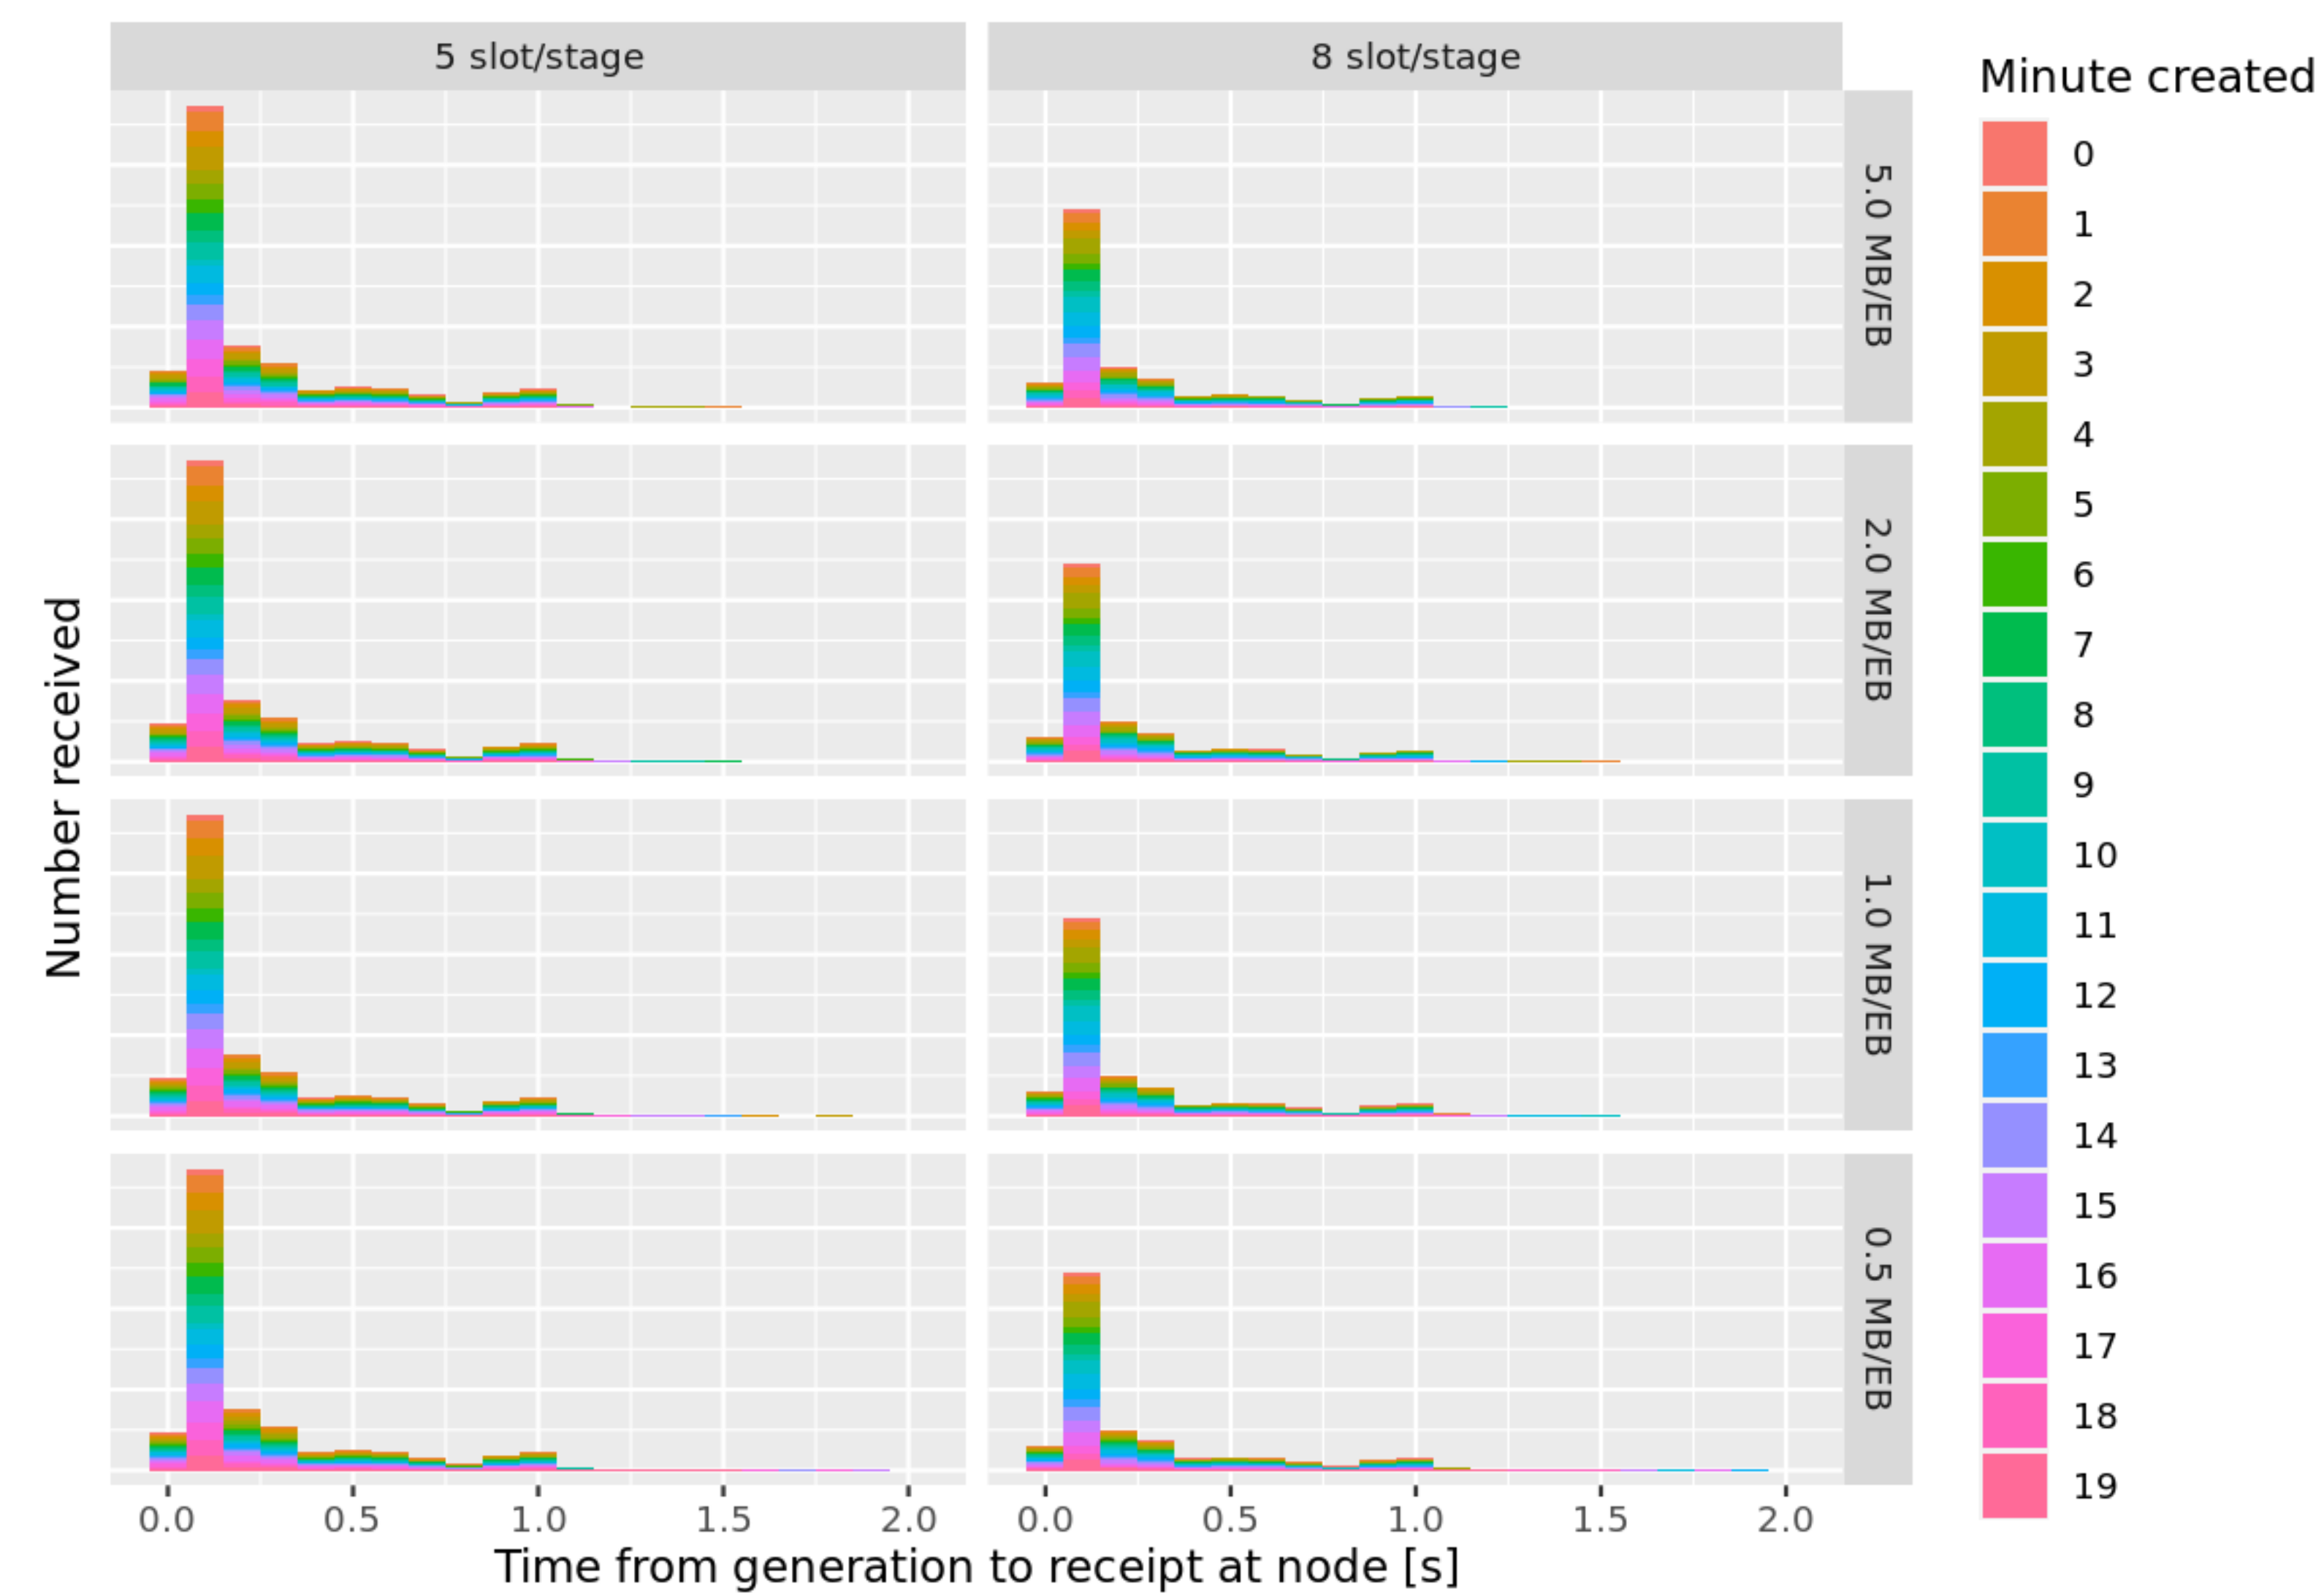 5 slot/stage
8 slot/stage
5.0 MB/EB
2.0 MB/EB
1.0 MB/EB
0.5 MB/EB
Number received
0.0 0.5 1.0 1.5 2.0
0.0 0.5 1.0 1.5 2.0
Time from generation to receipt at node [s]
Minute created
0
1
2
3
4
5
6
7
8
9
10
11
12
13
14
15
16
17
18
19